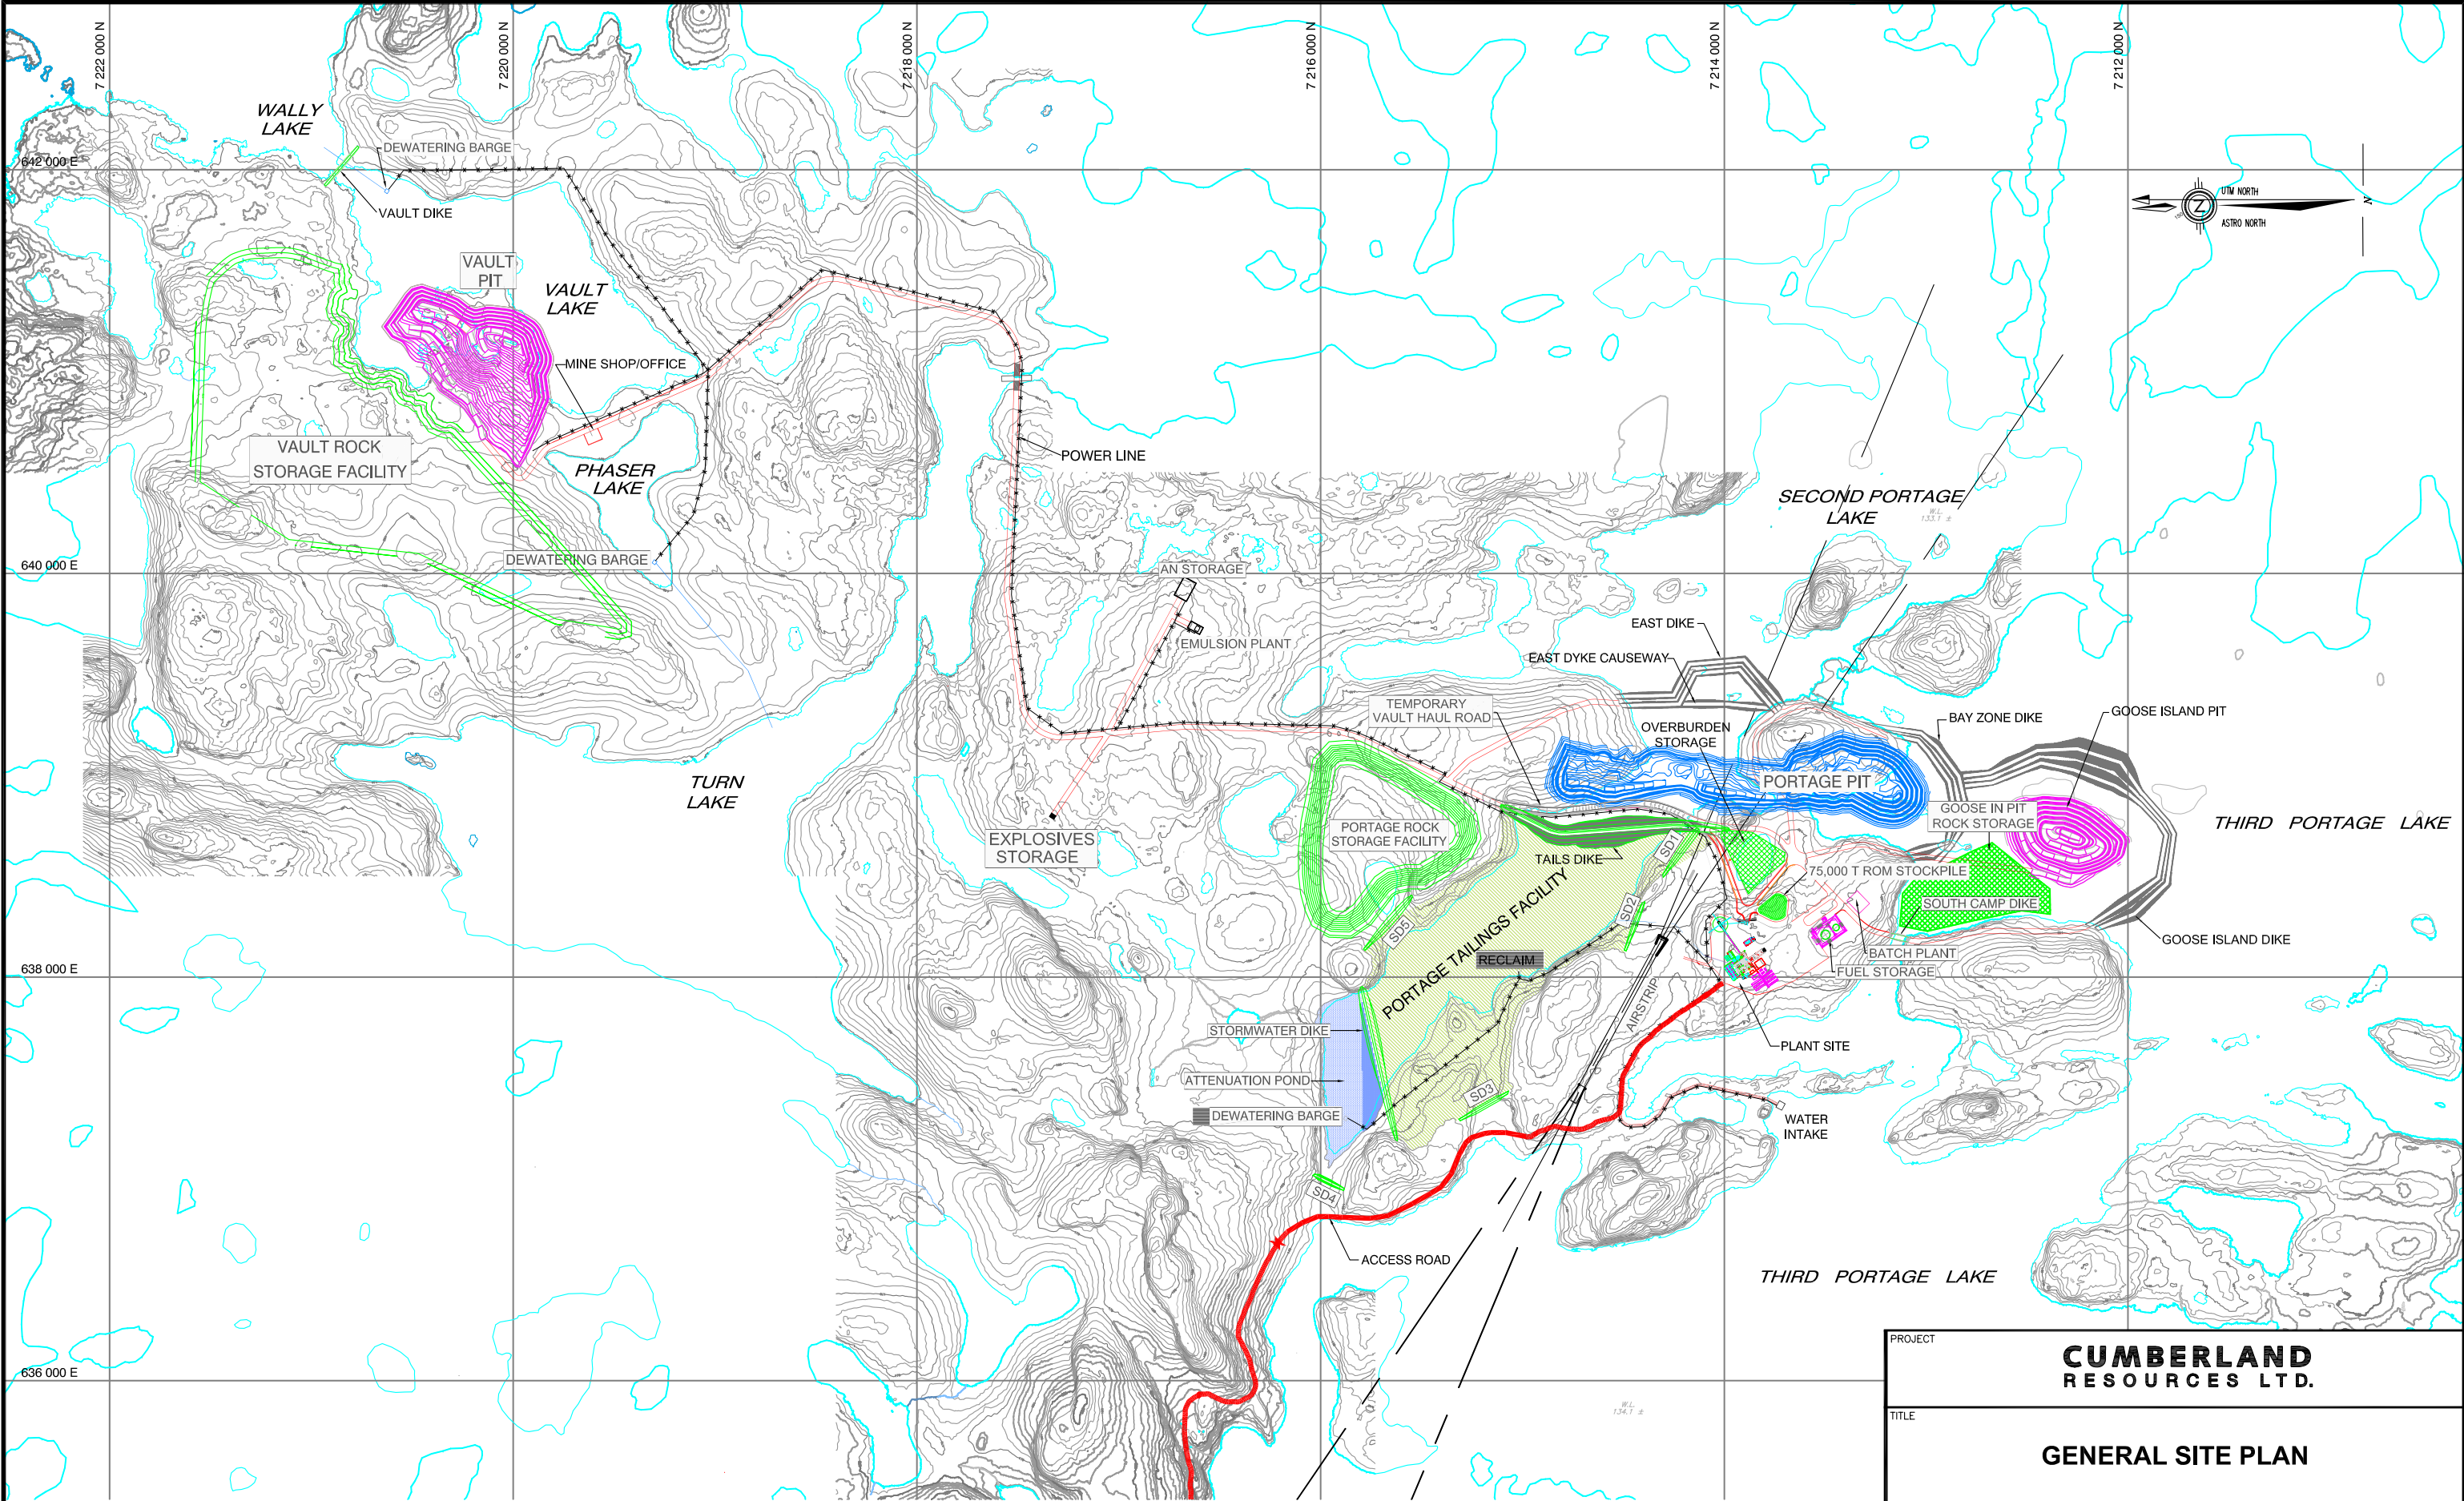 7 222 000 N
7 220 000 N
7 218 000 N
7 216 000 N
7 214 000 N
7 212 000 N
WALLY
LAKE
642 000 E
DEWATERING BARGE
VAULT DIKE
UTM NORTH
Z
N
ASTRO NORTH
VAULT
PIT
VAULT
LAKE
MINE SHOP/OFFICE
VAULT ROCK
STORAGE FACILITY
PHASER
LAKE
POWER LINE
SECOND PORTAGE
LAKE
W.L.
133.1 ±
DEWATERING BARGE
640 000 E
AN STORAGE
EMULSION PLANT
EAST DIKE
EAST DYKE CAUSEWAY
TEMPORARY
VAULT HAUL ROAD
OVERBURDEN
STORAGE
BAY ZONE DIKE
GOOSE ISLAND PIT
TURN
LAKE
PORTAGE PIT
GOOSE IN PIT
ROCK STORAGE
THIRD PORTAGE LAKE
EXPLOSIVES
STORAGE
PORTAGE ROCK
STORAGE FACILITY
TAILS DIKE
SD1
75,000 T ROM STOCKPILE
SOUTH CAMP DIKE
SD2
SD5
PORTAGE TAILINGS FACILITY
RECLAIM
GOOSE ISLAND DIKE
BATCH PLANT
FUEL STORAGE
638 000 E
AIRSTRIP
STORMWATER DIKE
PLANT SITE
ATTENUATION POND
SD3
DEWATERING BARGE
WATER
INTAKE
SD4
ACCESS ROAD
THIRD PORTAGE LAKE
636 000 E
W.L.
134.1 ±
PROJECT
CUMBERLAND
RESOURCES LTD.
TITLE
GENERAL SITE PLAN